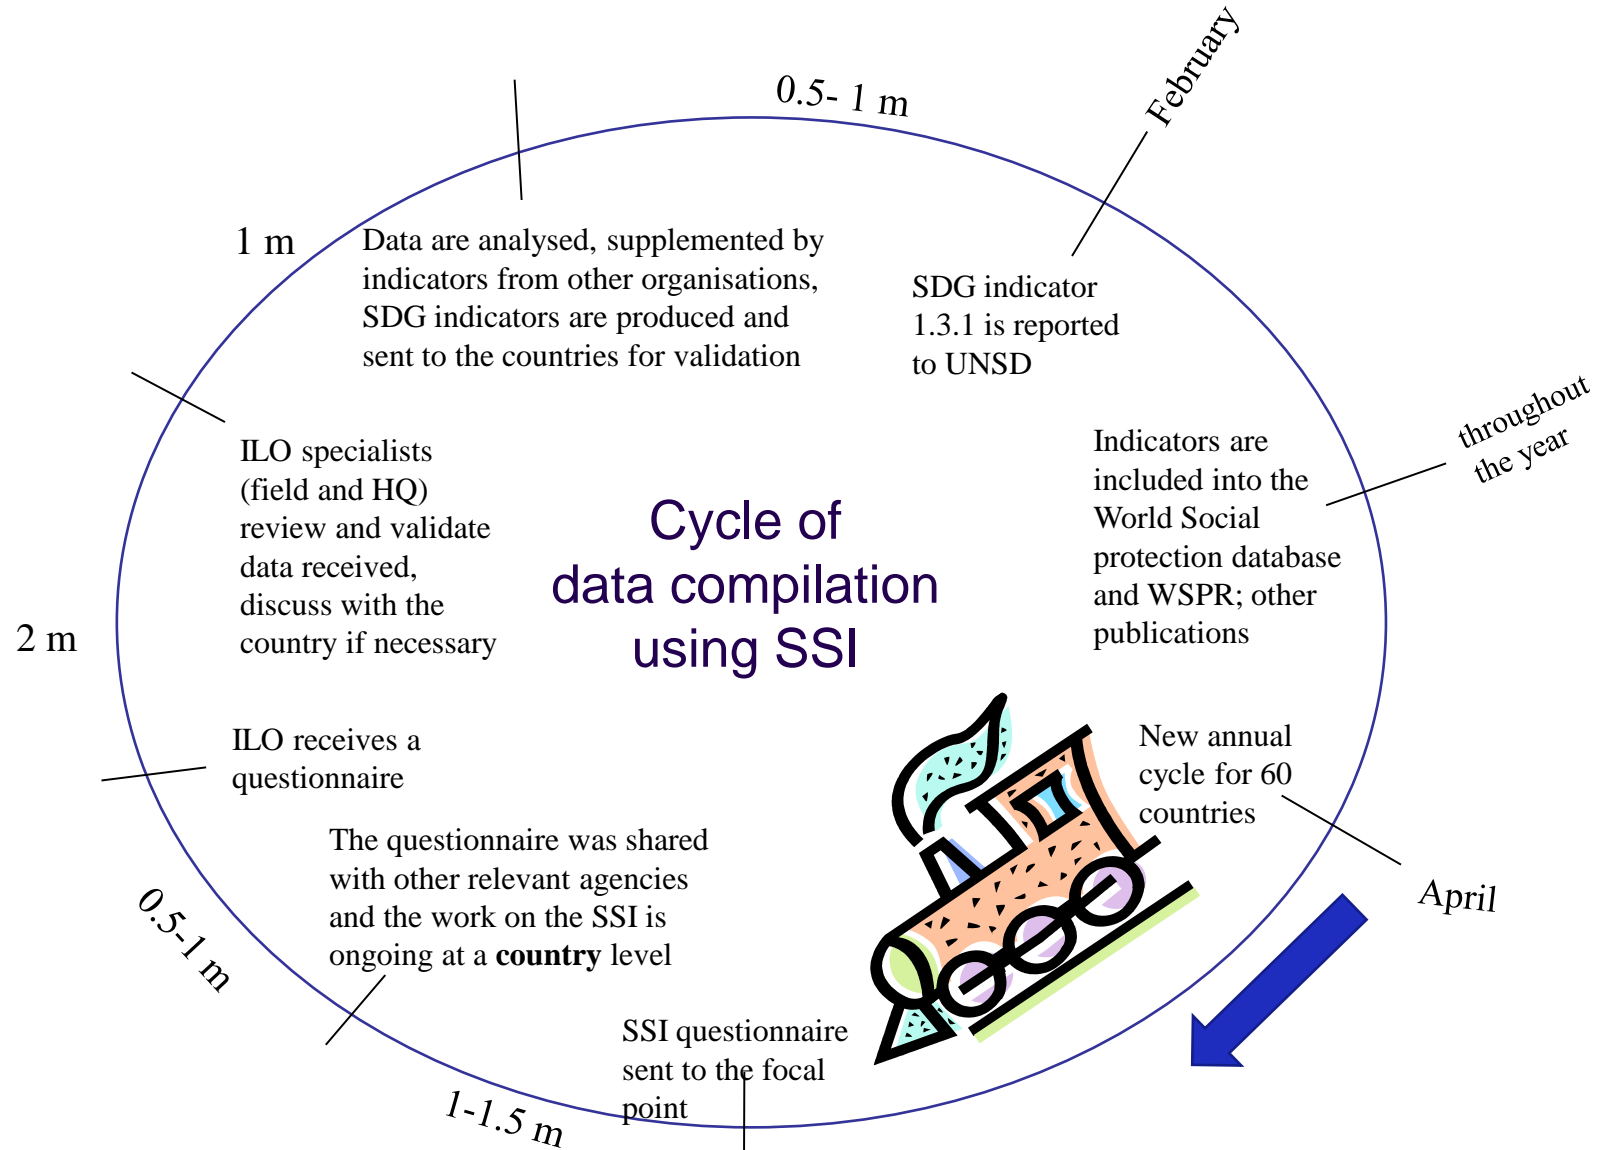 0.5- 1 m
February
1 m
Data are analysed, supplemented by
indicators from other organisations,
SDG indicators are produced and
sent to the countries for validation
SDG indicator
1.3.1 is reported
to UNSD
throughout
the year
ILO specialists
(field and HQ)
review and validate
data received,
discuss with the
country if necessary
Indicators are
included into the
World Social
protection database
and WSPR; other
publications
Cycle of
data compilation
using SSI
2 m
ILO receives a
questionnaire
New annual
cycle for 60
countries
The questionnaire was shared
with other relevant agencies
and the work on the SSI is
ongoing at a country level
April
0.5-1 m
SSI questionnaire
sent to the focal
point
1-1.5 m